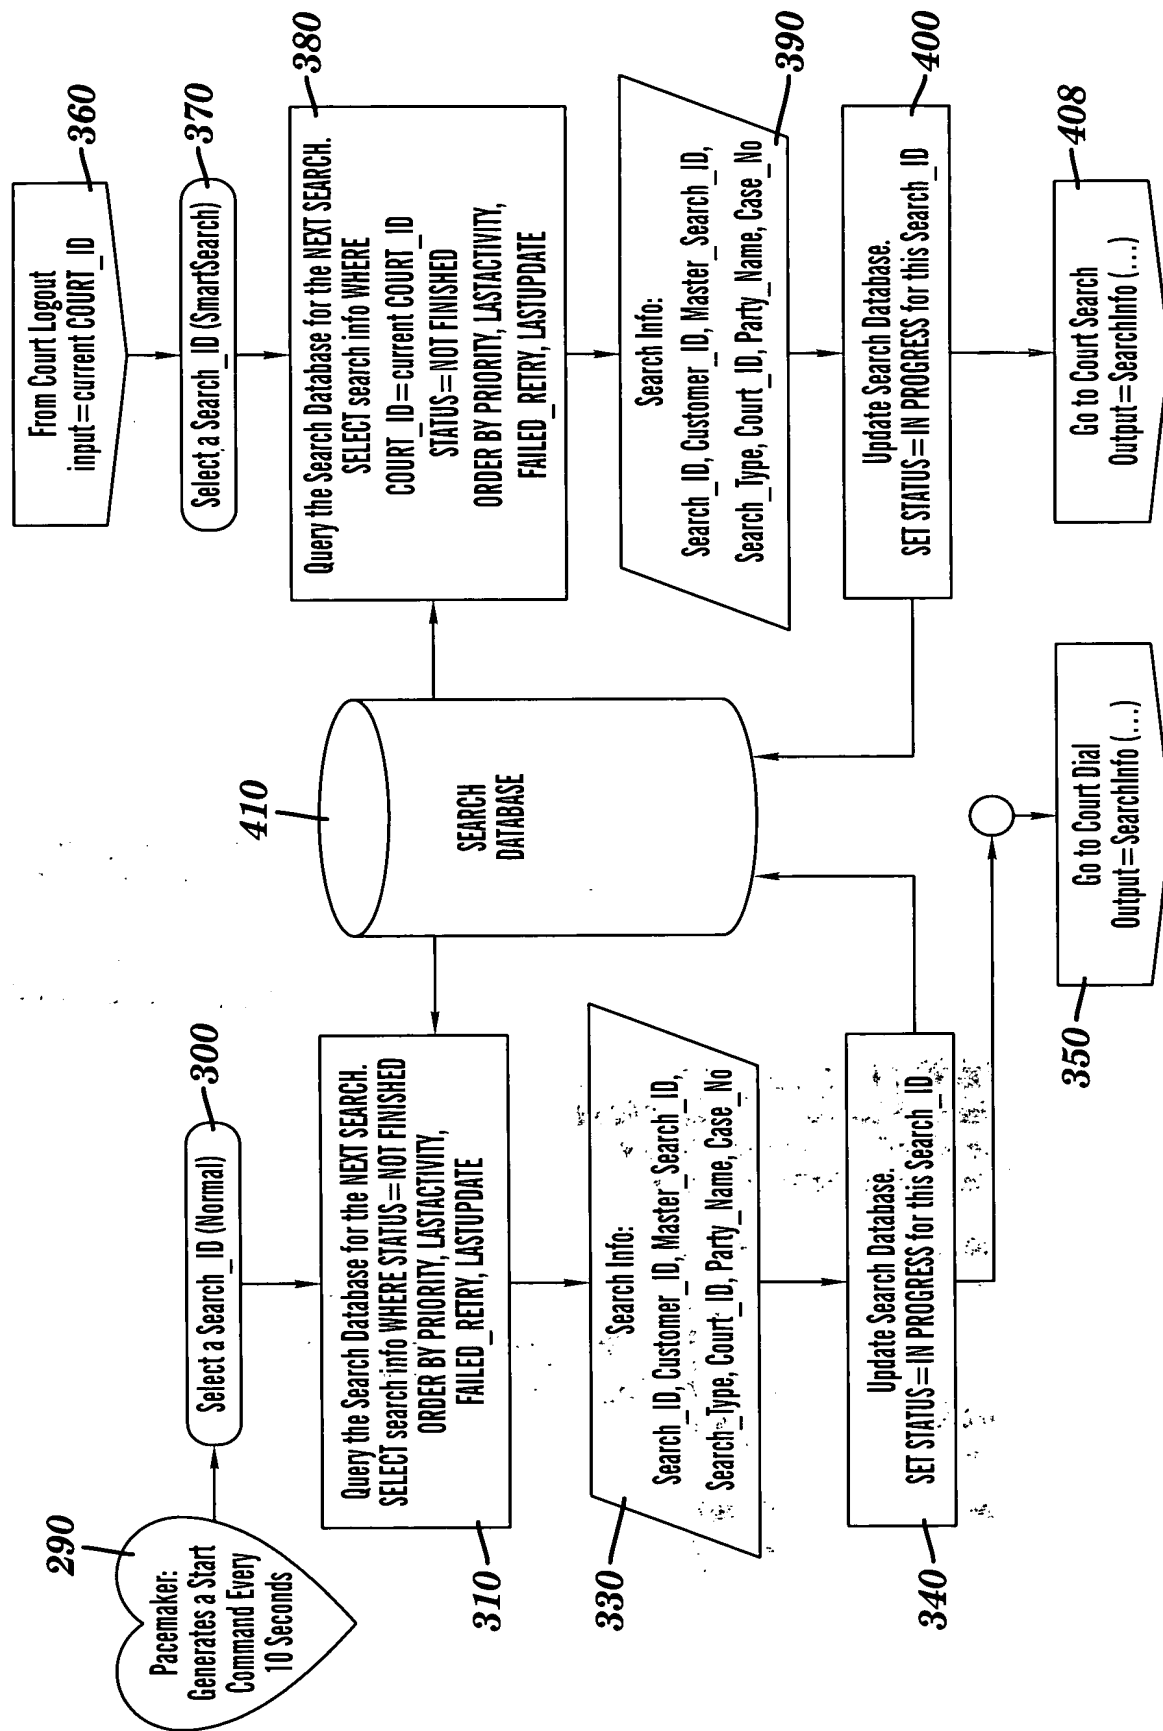 290
Pacemaker:
Generates a Start
Command Every
10 Seconds
300
Select a Search_ID (Normal)
310
Query the Search Database for the NEXT SEARCH.
SELECT search info WHERE STATUS=NOT FINISHED
ORDER BY PRIORITY, LASTACTIVITY,
FAILED_RETRY, LASTUPDATE
330
Search Info:
Search_ID, Customer_ID, Master_Search_ID,
Search_Type, Court_ID, Party_Name, Case_No
340
Update Search Database.
SET STATUS=IN PROGRESS for this Search_ID
350
Go to Court Dial
Output=SearchInfo (...)
410
SEARCH
DATABASE
360
From Court Logout
input=current COURT_ID
370
Select a Search_ID (SmartSearch)
380
Query the Search Database for the NEXT SEARCH.
SELECT search info WHERE
COURT_ID=current COURT_ID
STATUS=NOT FINISHED
ORDER BY PRIORITY, LASTACTIVITY,
FAILED_RETRY, LASTUPDATE
390
Search Info:
Search_ID, Customer_ID, Master_Search_ID,
Search_Type, Court_ID, Party_Name, Case_No
400
Update Search Database.
SET STATUS=IN PROGRESS for this Search_ID
408
Go to Court Search
Output=SearchInfo (...)